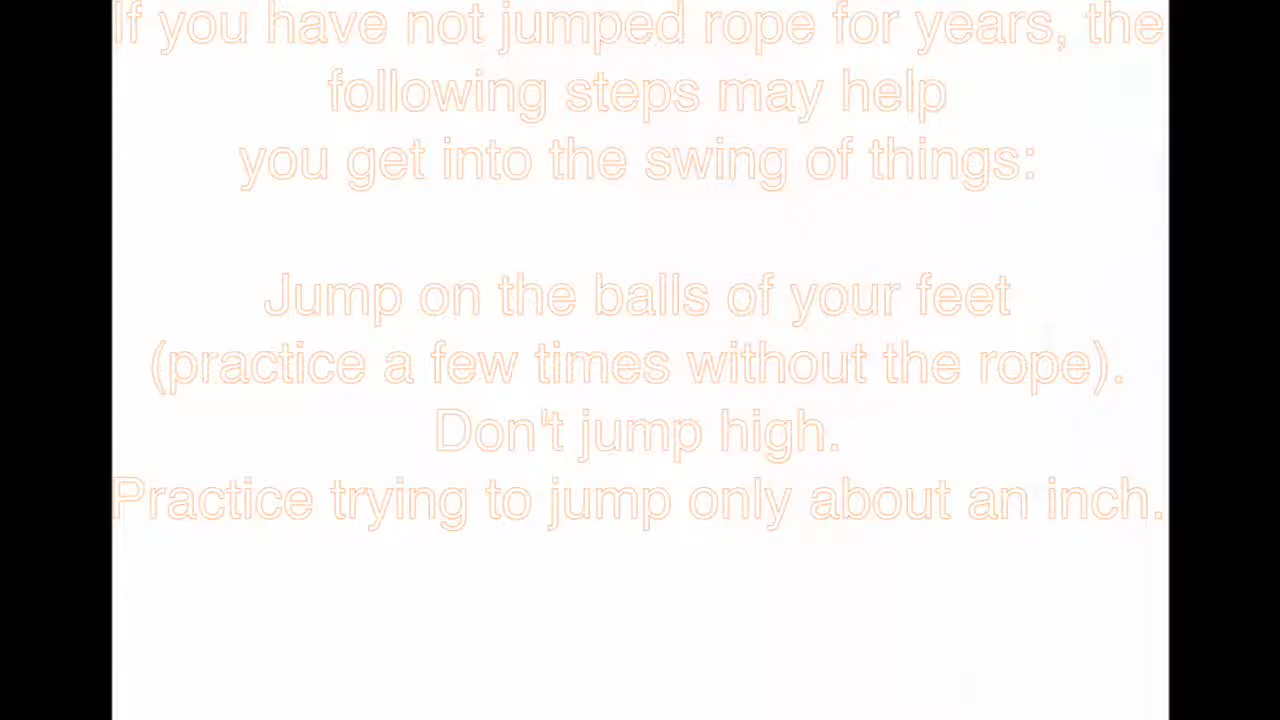 If you have not jumped rope for years, the
following steps may help
you get into the swing of things:
Jump on the balls of your feet
(practice a few times without the rope).
Don't jump high.
Practice trying to jump only about an inch.